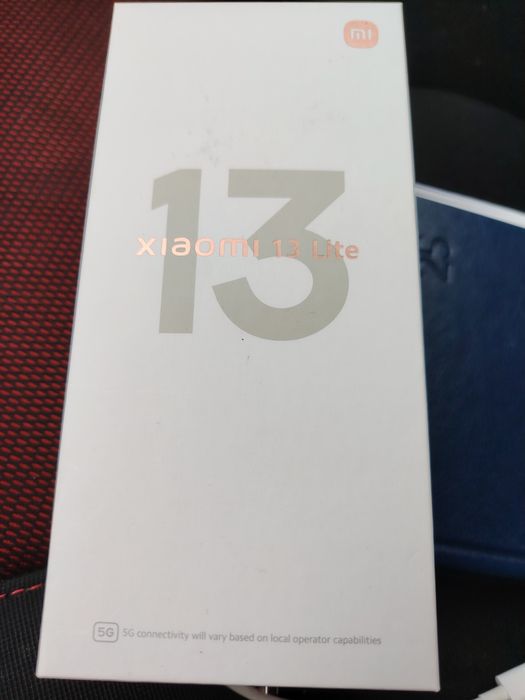 mi
13
xiaomi 13 Lite
5G 5G connectivity will vary based on local operator capabilities